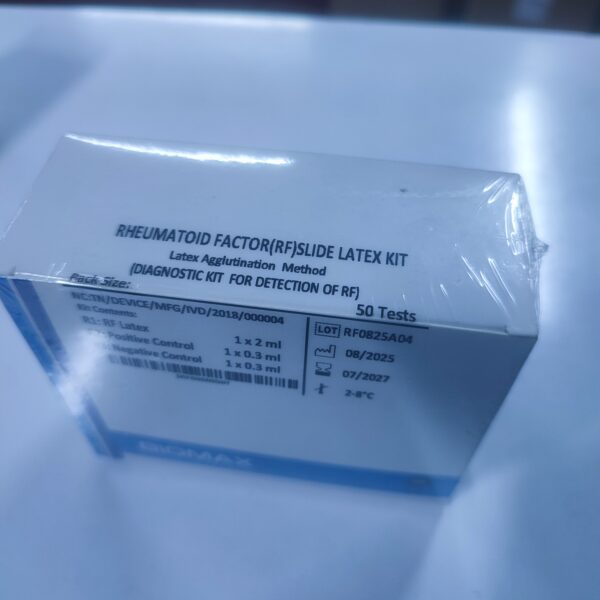 RHEUMATOID FACTOR(RF)SLIDE LATEX KIT
Latex Agglutination Method
(DIAGNOSTIC KIT FOR DETECTION OF RF)
Pack Size: 50 Tests
NC:TN/DEVICE/MFG/IVD/2018/000004
Kit Contents:
R1: RF Latex 1 x 2 ml
Positive Control 1 x 0.3 ml
Negative Control 1 x 0.3 ml
LOT RF0825A04
08/2025
07/2027
2-8°C
BIOMAX